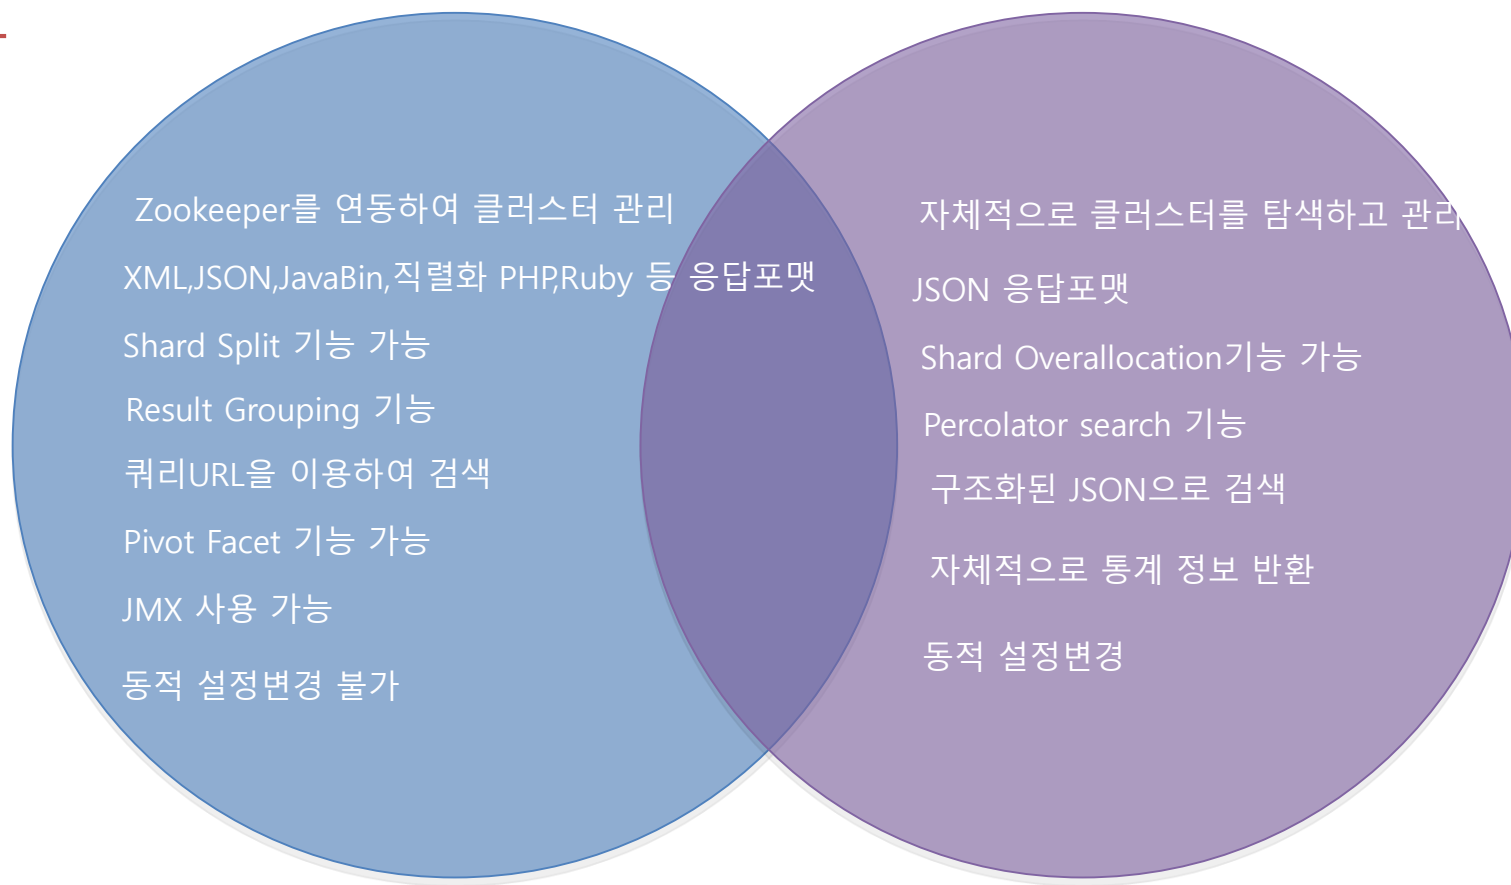 Zookeeper를 연동하여 클러스터 관리
XML,JSON,JavaBin,직렬화 PHP,Ruby 등 응답포맷
Shard Split 기능 가능
Result Grouping 기능
쿼리URL을 이용하여 검색
Pivot Facet 기능 가능
JMX 사용 가능
동적 설정변경 불가
자체적으로 클러스터를 탐색하고 관리
JSON 응답포맷
Shard Overallocation기능 가능
Percolator search 기능
구조화된 JSON으로 검색
자체적으로 통계 정보 반환
동적 설정변경